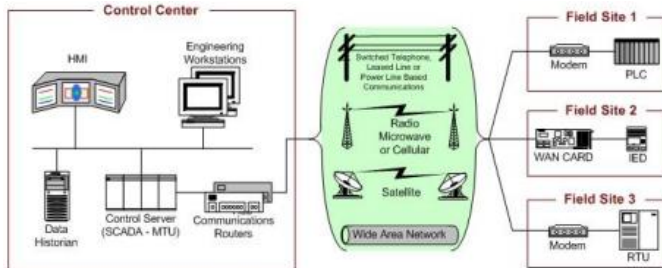 Control Center
HMI
Engineering
Workstations
Data
Historian
Control Server
(SCADA - MTU)
Communications
Routers
Switched Telephone,
Leased Line or
Power Line Based
Communications
Radio
Microwave
or Cellular
Satellite
Wide Area Network
Field Site 1
Modem
PLC
Field Site 2
WAN CARD
IED
Field Site 3
Modem
RTU